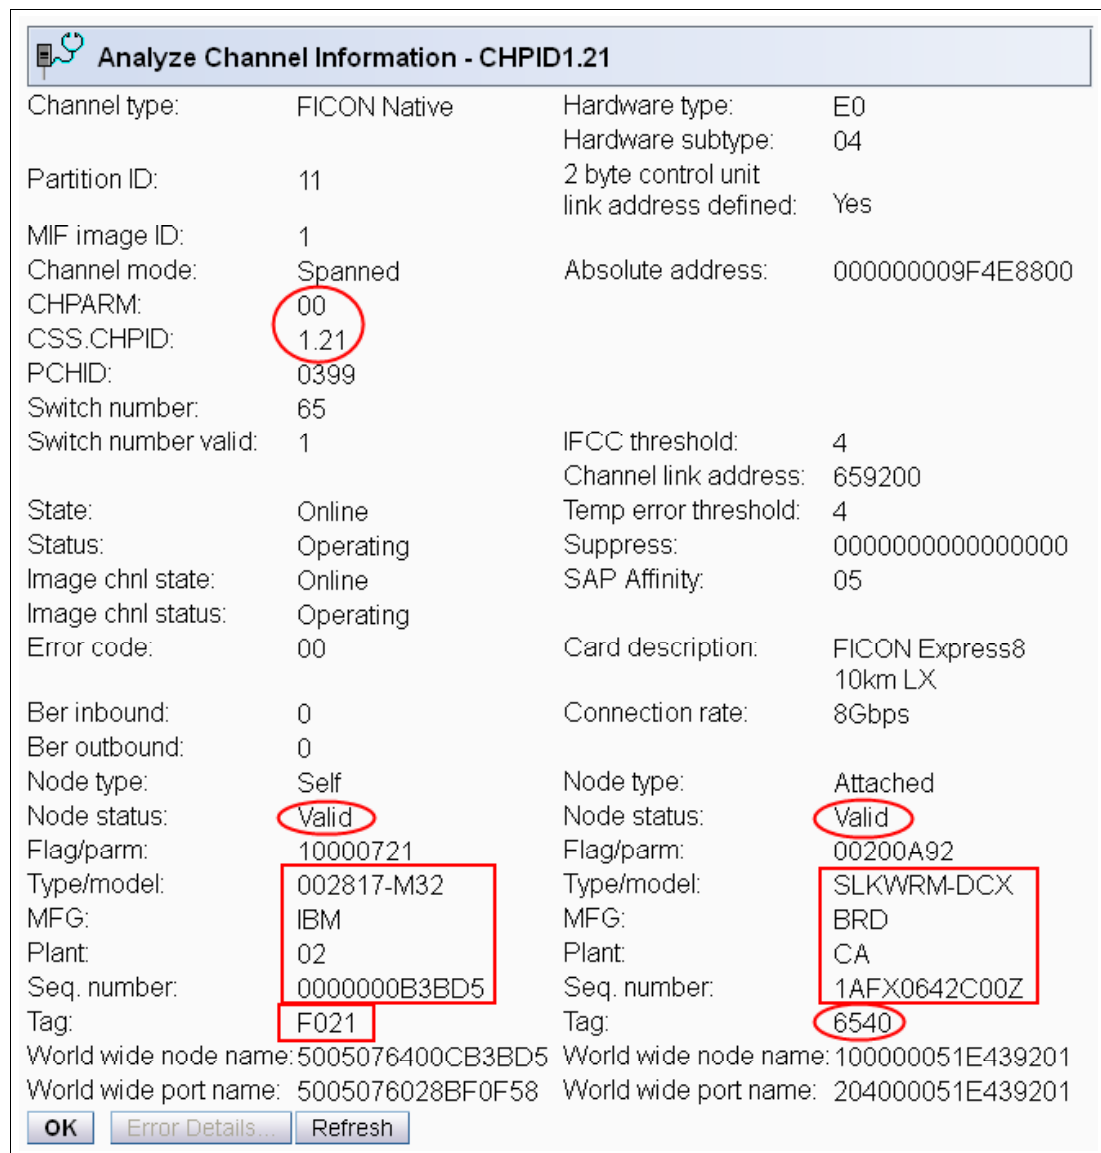 Analyze Channel Information - CHPID1.21
Channel type: FICON Native Hardware type: E0
Hardware subtype: 04
Partition ID: 11 2 byte control unit
link address defined: Yes
MIF image ID: 1
Channel mode: Spanned Absolute address: 000000009F4E8800
CHPARM: 00
CSS.CHPID: 1.21
PCHID: 0399
Switch number: 65
Switch number valid: 1 IFCC threshold: 4
Channel link address: 659200
State: Online Temp error threshold: 4
Status: Operating Suppress: 0000000000000000
Image chnl state: Online SAP Affinity: 05
Image chnl status: Operating
Error code: 00 Card description: FICON Express8
10km LX
Ber inbound: 0 Connection rate: 8Gbps
Ber outbound: 0
Node type: Self Node type: Attached
Node status: Valid Node status: Valid
Flag/parm: 10000721 Flag/parm: 00200A92
Type/model: 002817-M32 Type/model: SLKWRM-DCX
MFG: IBM MFG: BRD
Plant: 02 Plant: CA
Seq. number: 0000000B3BD5 Seq. number: 1AFX0642C00Z
Tag: F021 Tag: 6540
World wide node name: 5005076400CB3BD5 World wide node name: 100000051E439201
World wide port name: 5005076028BF0F58 World wide port name: 204000051E439201
OK Error Details... Refresh